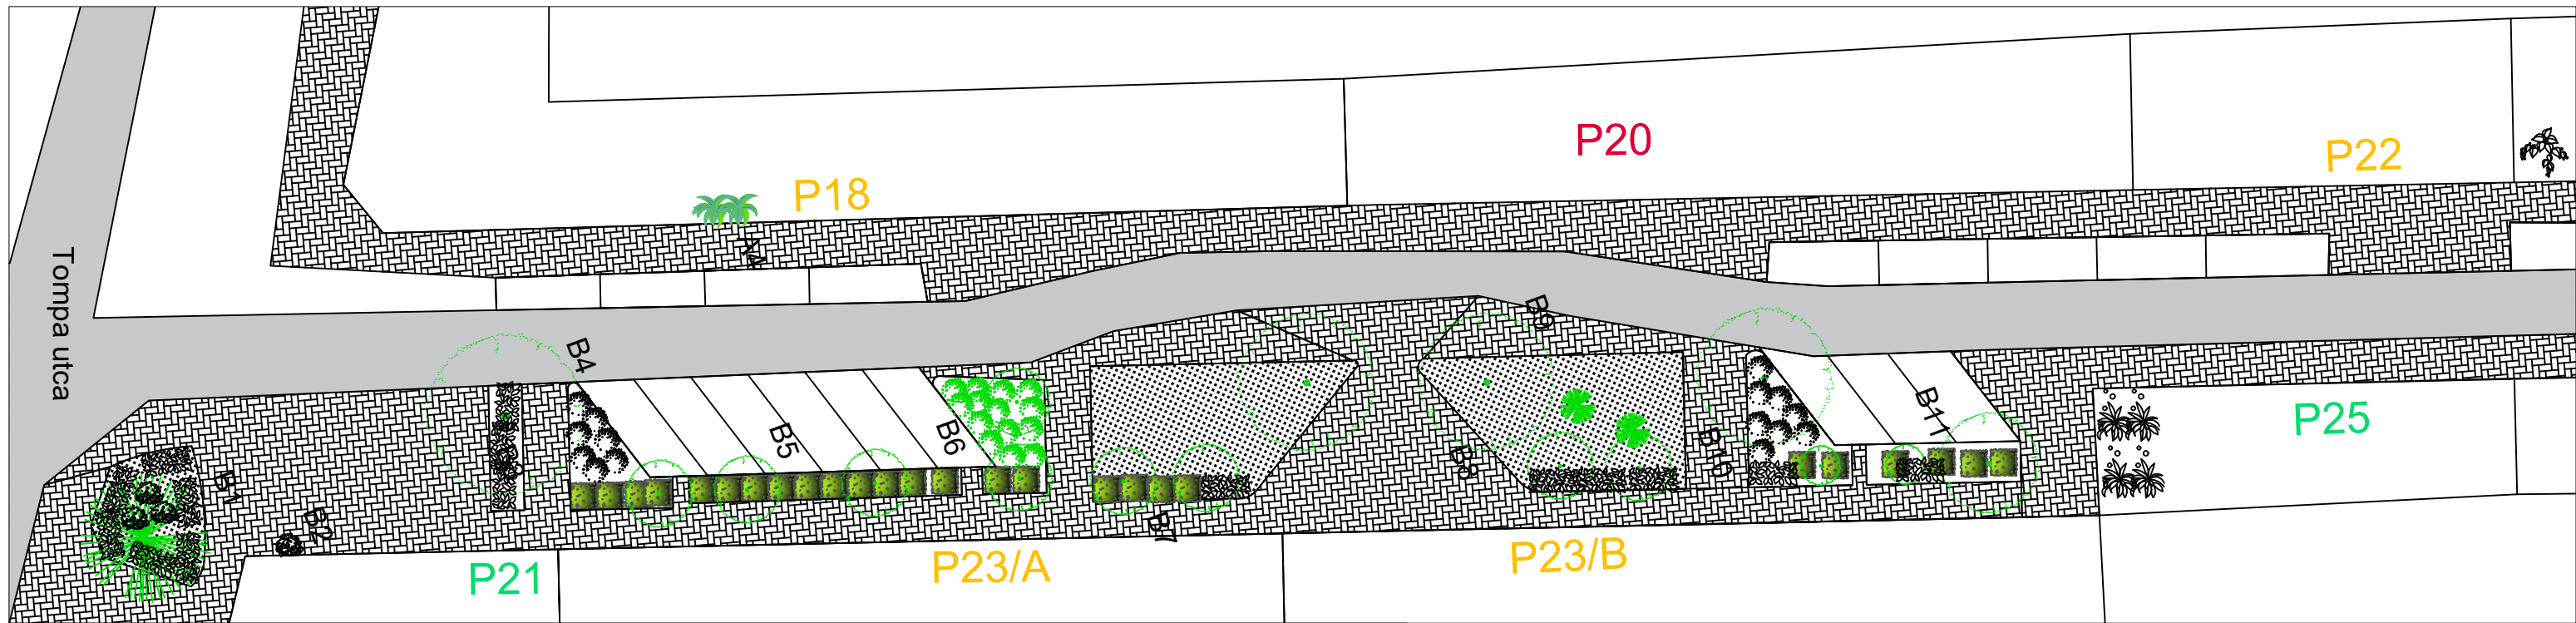 P20
P22
P18
Tompa utca
B9
B4
P25
B11
B5
B6
B10
B8
B1
B2
B7
P23/A
P23/B
P21